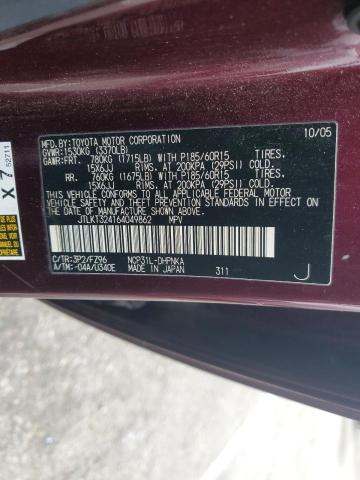 MFD.BY:TOYOTA MOTOR CORPORATION 10/05
GVWR:1530KG (3370LB)
GAWR:FRT. 780KG (1715LB) WITH P185/60R15 TIRES,
15X6JJ RIMS, AT 200KPA (29PSI) COLD.
RR. 760KG (1675LB) WITH P185/60R15 TIRES,
15X6JJ RIMS, AT 200KPA (29PSI) COLD.
THIS VEHICLE CONFORMS TO ALL APPLICABLE FEDERAL MOTOR
VEHICLE SAFETY AND THEFT PREVENTION STANDARDS IN
EFFECT ON THE DATE OF MANUFACTURE SHOWN ABOVE.
JTLKT324164049862 MPV
C/TR:3P2/FZ96 NCP31L-DHPNKA
A/TM:-04A/U340E MADE IN JAPAN 311 J
X 7
52711